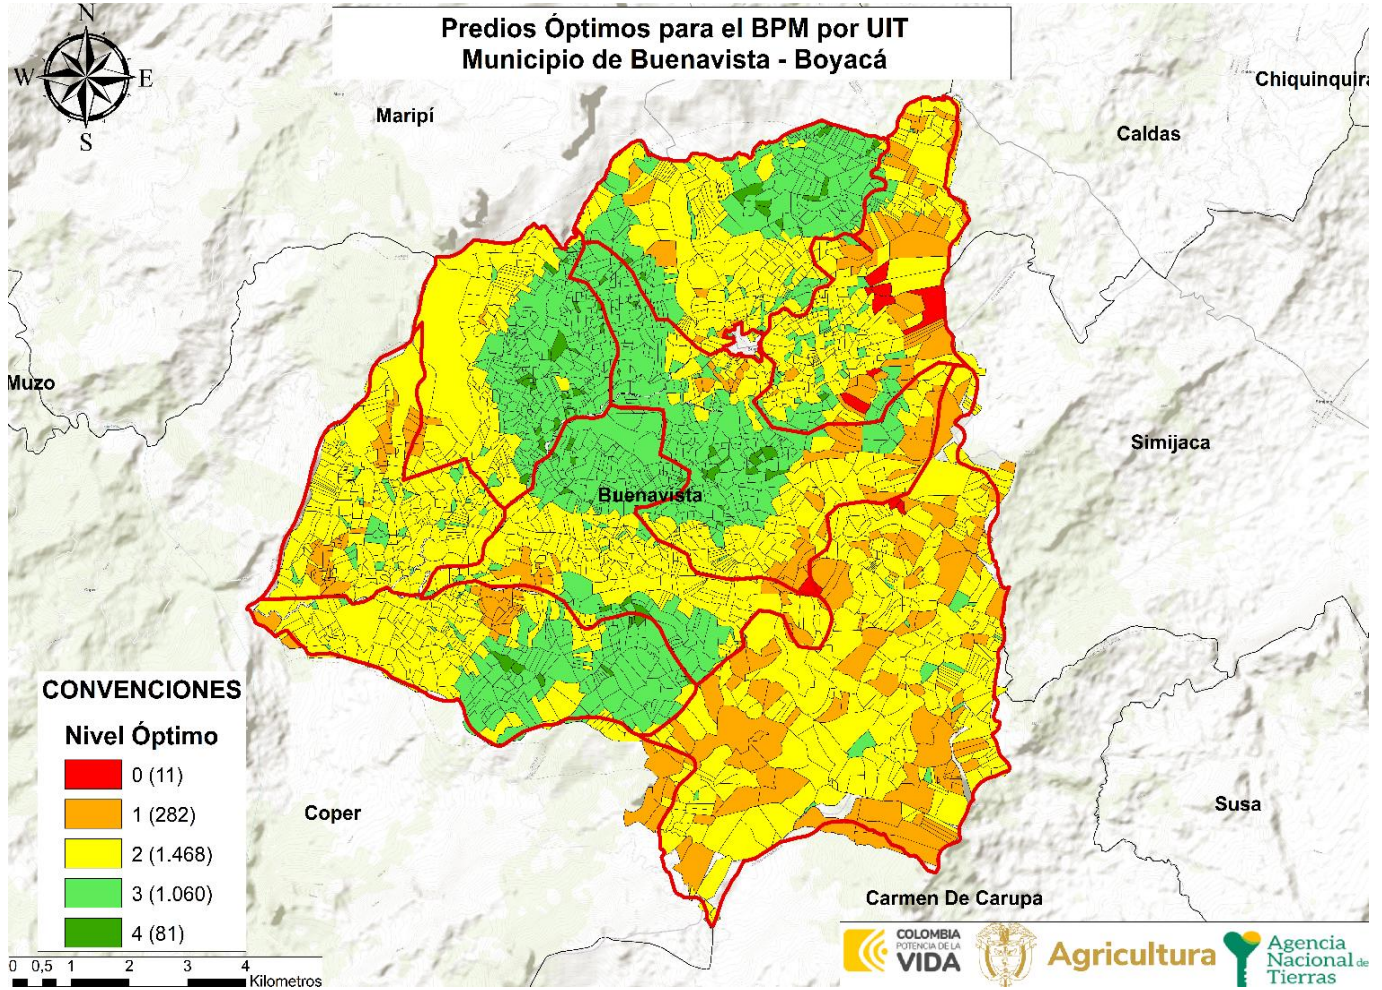 Predios Óptimos para el BPM por UIT
Municipio de Buenavista - Boyacá
N
W
E
S
Maripí
Chiquinquira
Caldas
Muzo
Simijaca
Buenavista
Coper
Susa
Carmen De Carupa
CONVENCIONES
Nivel Óptimo
0 (11)
1 (282)
2 (1.468)
3 (1.060)
4 (81)
0 0,5 1 2 3 4
Kilometros
COLOMBIA
POTENCIA DE LA
VIDA
Agricultura
Agencia
Nacional de
Tierras